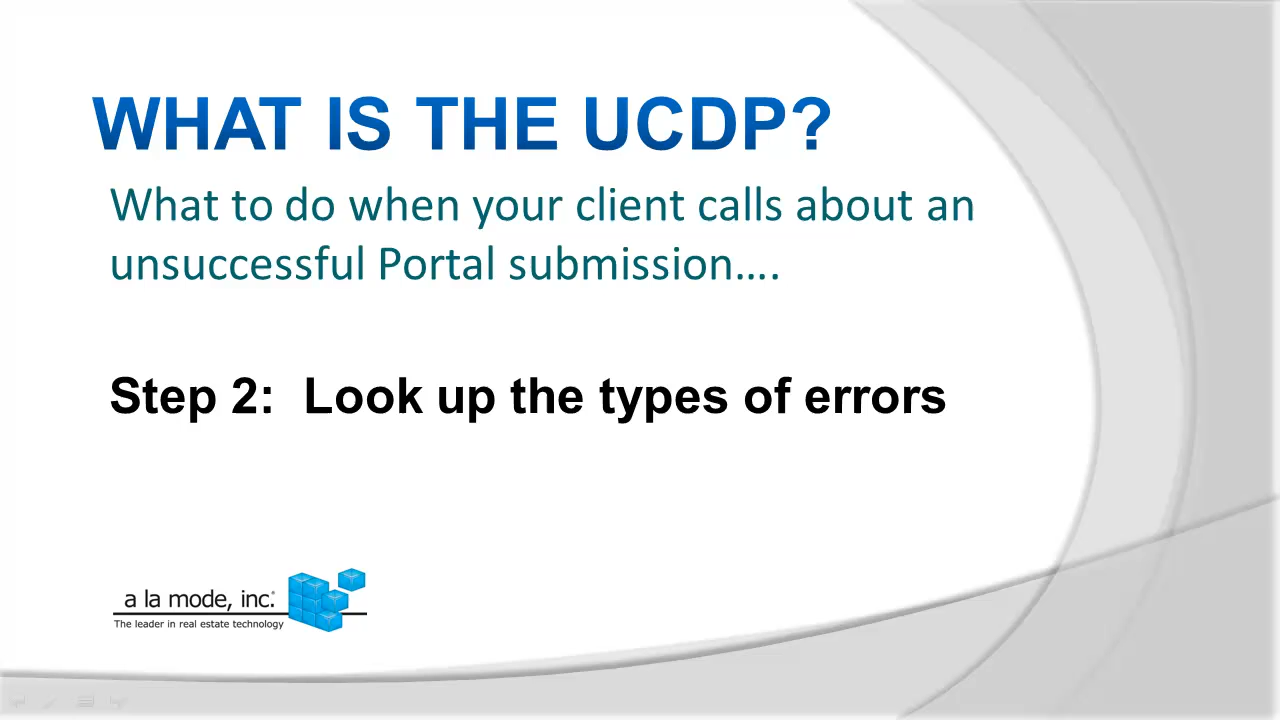 WHAT IS THE UCDP?
What to do when your client calls about an
unsuccessful Portal submission....
Step 2: Look up the types of errors
a la mode, inc.®
The leader in real estate technology